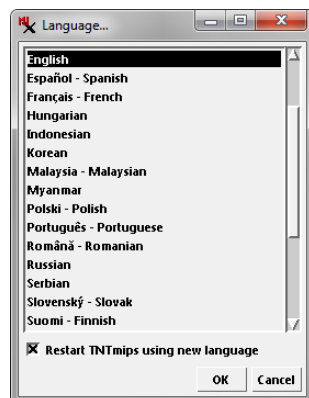 Language...
English
Español - Spanish
Français - French
Hungarian
Indonesian
Korean
Malaysia - Malaysian
Myanmar
Polski - Polish
Português - Portuguese
Română - Romanian
Russian
Serbian
Slovenský - Slovak
Suomi - Finnish
Restart TNTmips using new language
OK Cancel